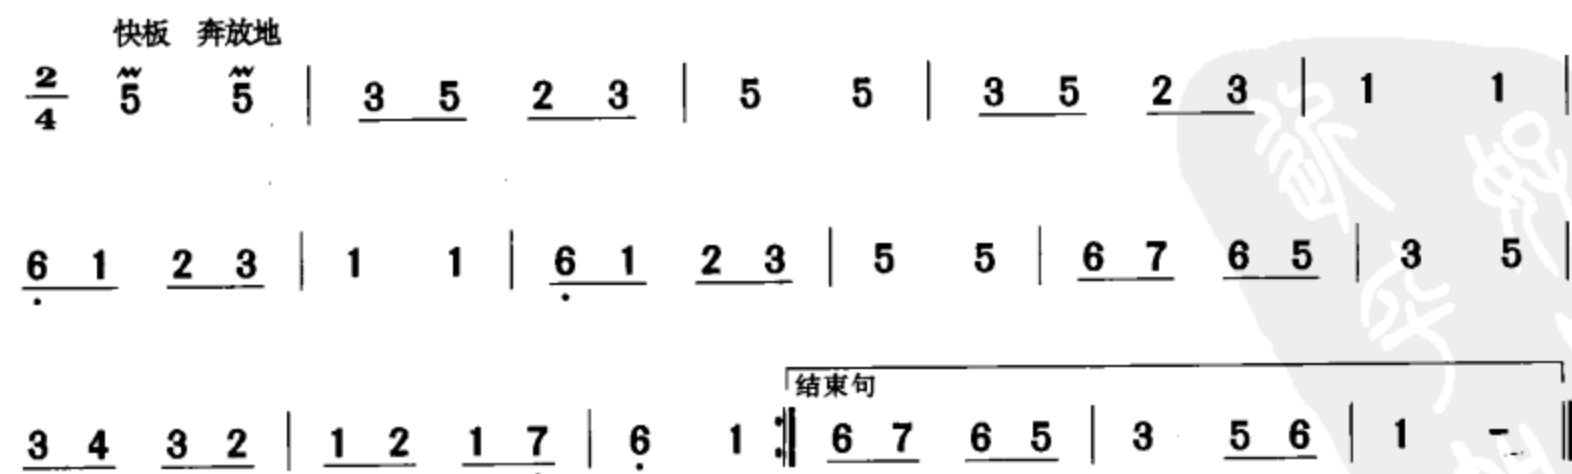 快板 奔放地
2/4 5 5 | 3 5 2 3 | 5 5 | 3 5 2 3 | 1 1 |
6 1 2 3 | 1 1 | 6 1 2 3 | 5 5 | 6 7 6 5 | 3 5 |
3 4 3 2 | 1 2 1 7 | 6 1 :‖
结束句
6 7 6 5 | 3 5 6 | 1 - ‖